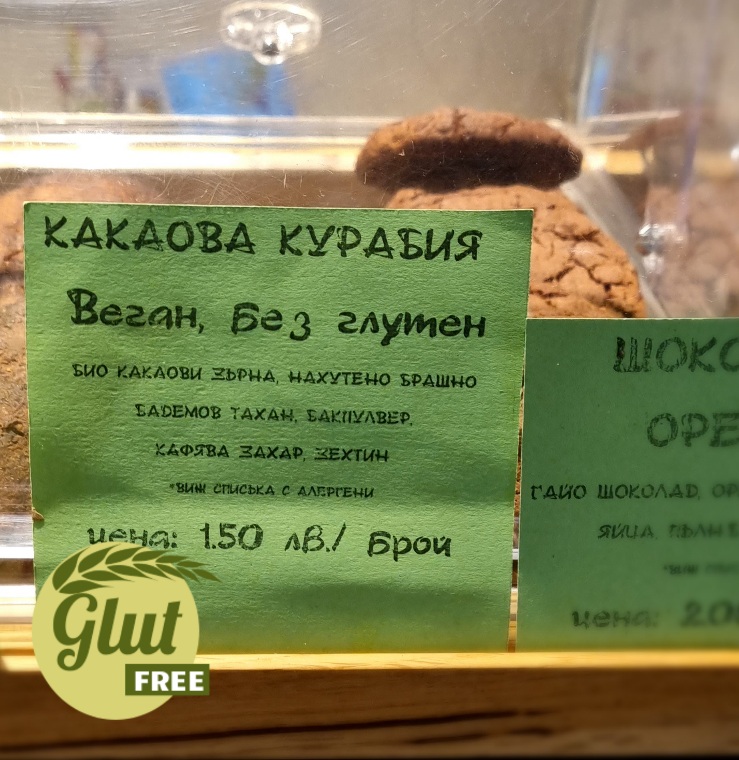 КАКАОВА КУРАБИЯ
Веган, Без глутен
БИО КАКАОВИ ЗЪРНА, НАХУТЕНО БРАШНО
БАДЕМОВ ТАХАН, БАКПУЛВЕР,
КАФЯВА ЗАХАР, ЗЕХТИН
*ВИЖ СПИСЪКА С АЛЕРГЕНИ
цена: 1.50 лв./ Брой
ШОКО
ОРЕ
ГАЙО ШОКОЛАД, ОР
ЯЙЦА, ПЪЛН
цена: 2.0
Glut
FREE